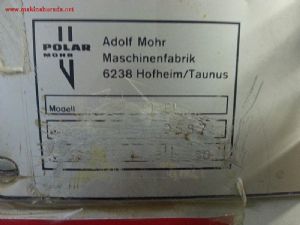 www.makinaburada.net
POLAR
MOHR
Adolf Mohr
Maschinenfabrik
6238 Hofheim/Taunus
Modell